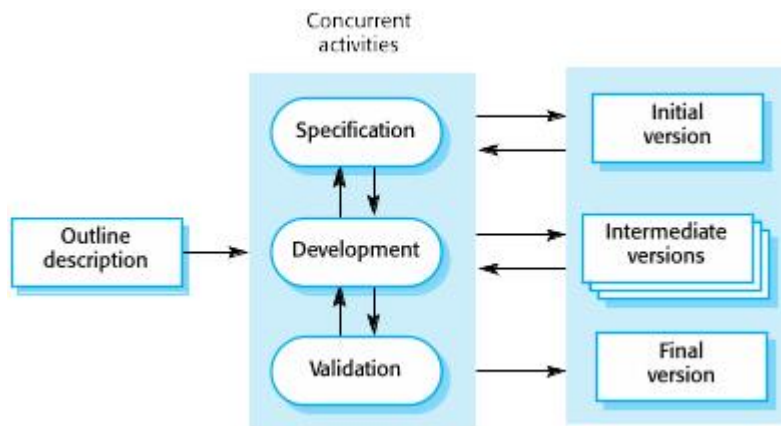 Concurrent
activities
Specification
Initial
version
Outline
description
Development
Intermediate
versions
Validation
Final
version